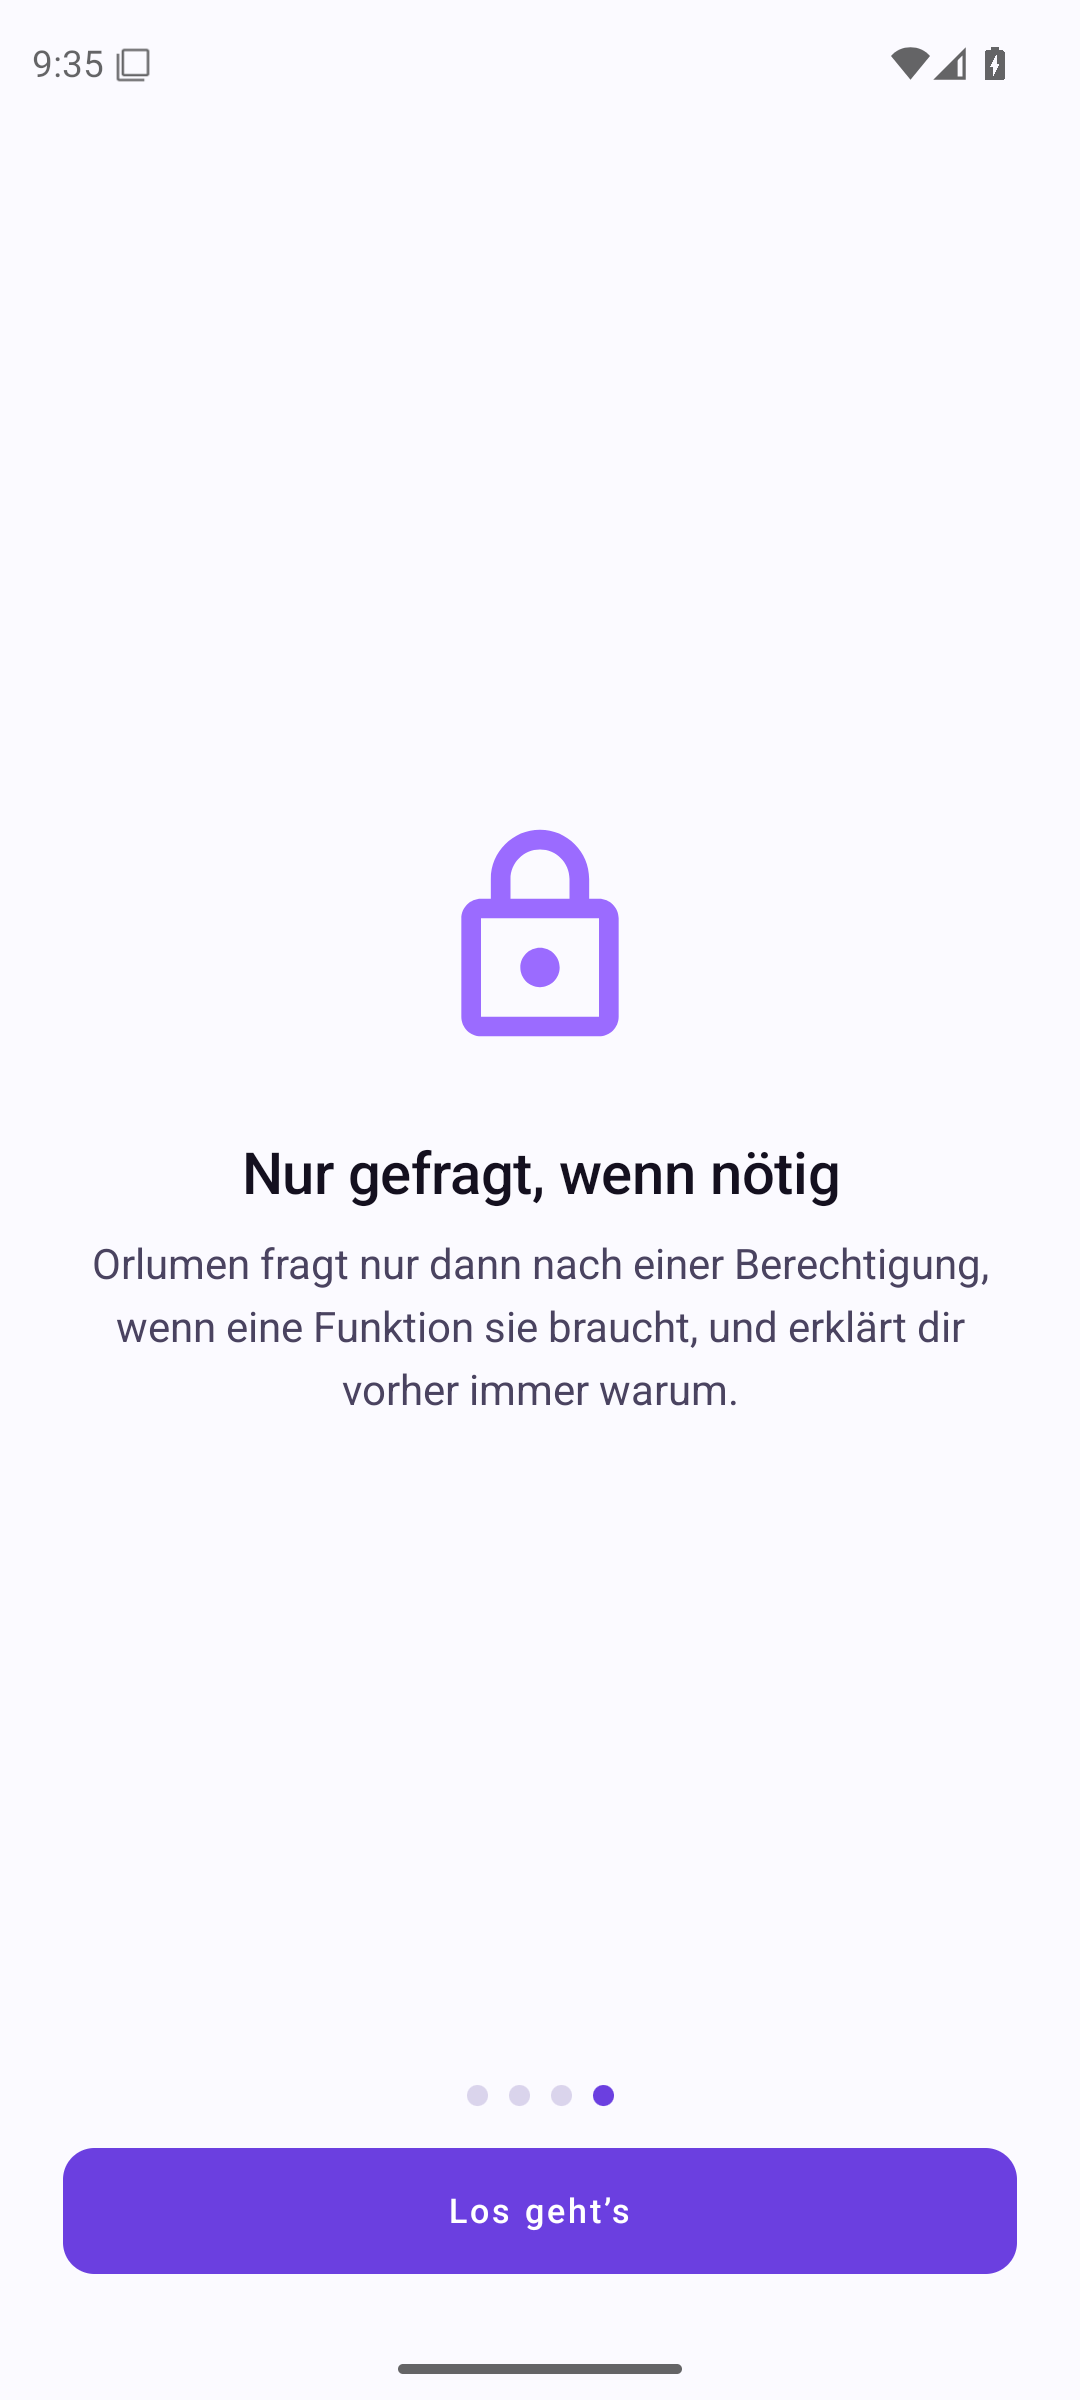 9:35
Nur gefragt, wenn nötig
Orlumen fragt nur dann nach einer Berechtigung,
wenn eine Funktion sie braucht, und erklärt dir
vorher immer warum.
Los geht’s